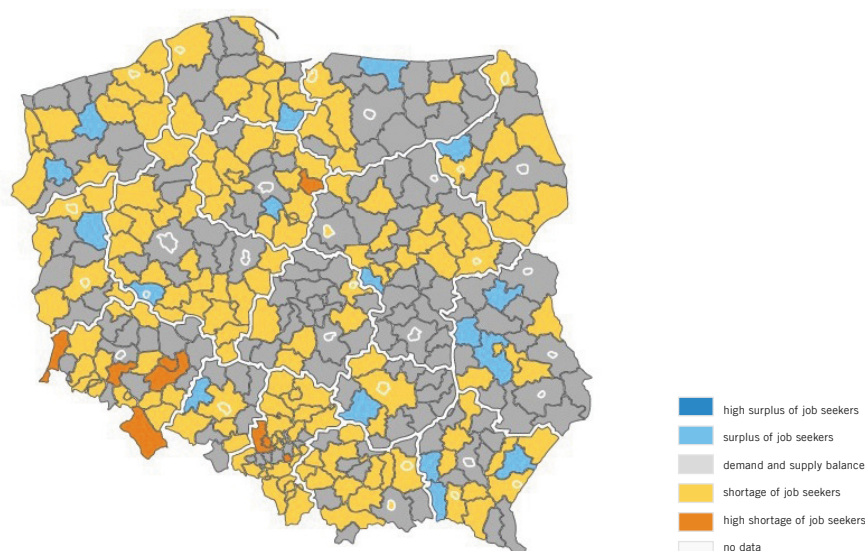 high surplus of job seekers
surplus of job seekers
demand and supply balance
shortage of job seekers
high shortage of job seekers
no data